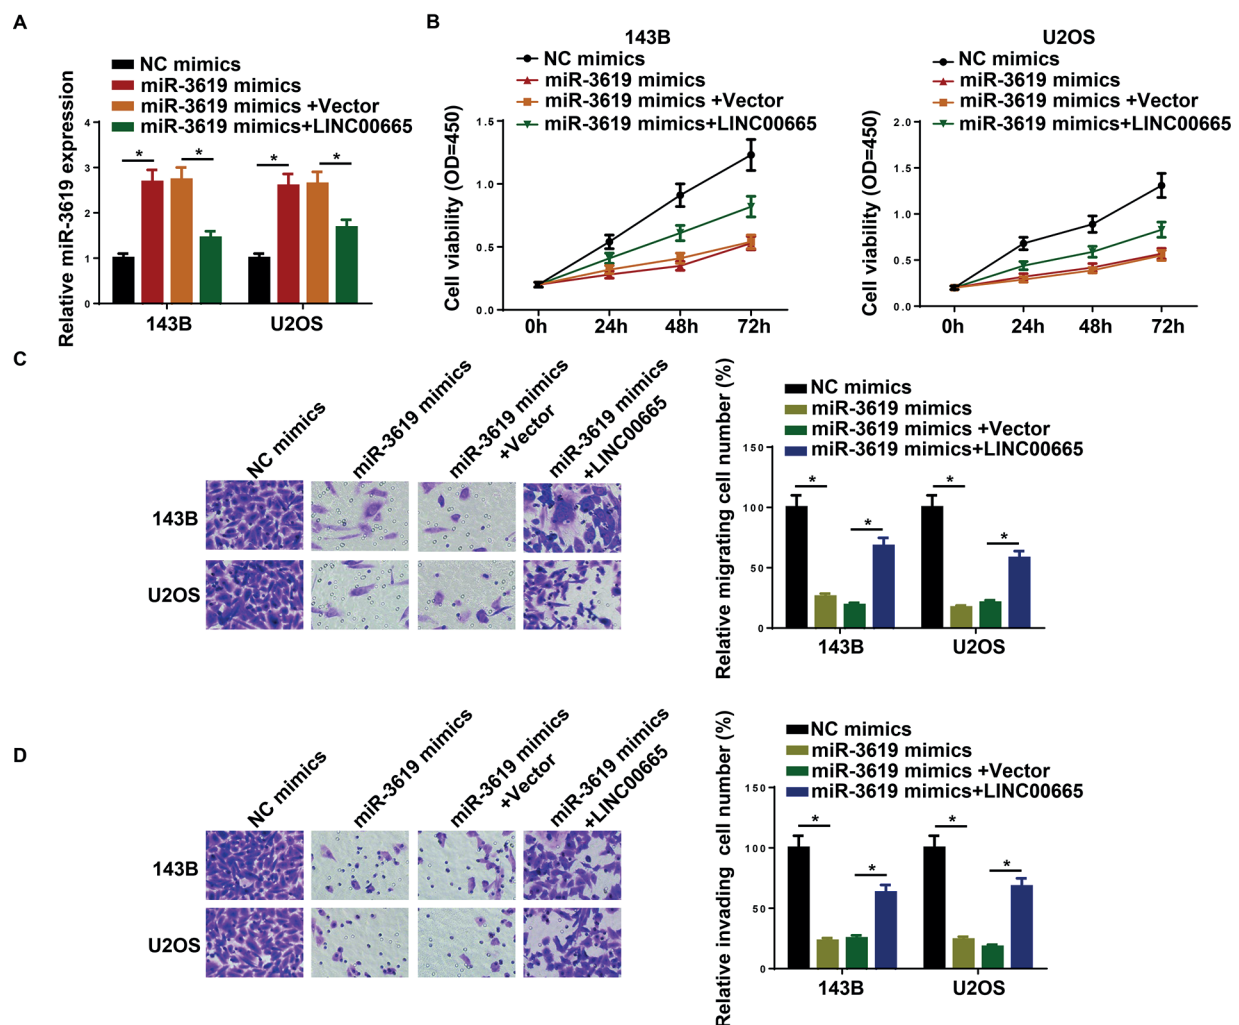 A
NC mimics
miR-3619 mimics
miR-3619 mimics +Vector
miR-3619 mimics+LINC00665
Relative miR-3619 expression
4
3
2
1
0
*
*
*
*
143B
U2OS
B
143B
NC mimics
miR-3619 mimics
miR-3619 mimics +Vector
miR-3619 mimics+LINC00665
Cell viability (OD=450)
1.5
1.0
0.5
0.0
0h
24h
48h
72h
U2OS
NC mimics
miR-3619 mimics
miR-3619 mimics +Vector
miR-3619 mimics+LINC00665
Cell viability (OD=450)
2.0
1.5
1.0
0.5
0.0
0h
24h
48h
72h
C
NC mimics
miR-3619 mimics
miR-3619 mimics
+Vector
miR-3619 mimics
+LINC00665
143B
U2OS
NC mimics
miR-3619 mimics
miR-3619 mimics +Vector
miR-3619 mimics+LINC00665
Relative migrating cell number (%)
150
100
50
0
*
*
*
*
143B
U2OS
D
NC mimics
miR-3619 mimics
miR-3619 mimics
+Vector
miR-3619 mimics
+LINC00665
143B
U2OS
NC mimics
miR-3619 mimics
miR-3619 mimics +Vector
miR-3619 mimics+LINC00665
Relative invading cell number (%)
150
100
50
0
*
*
*
*
143B
U2OS